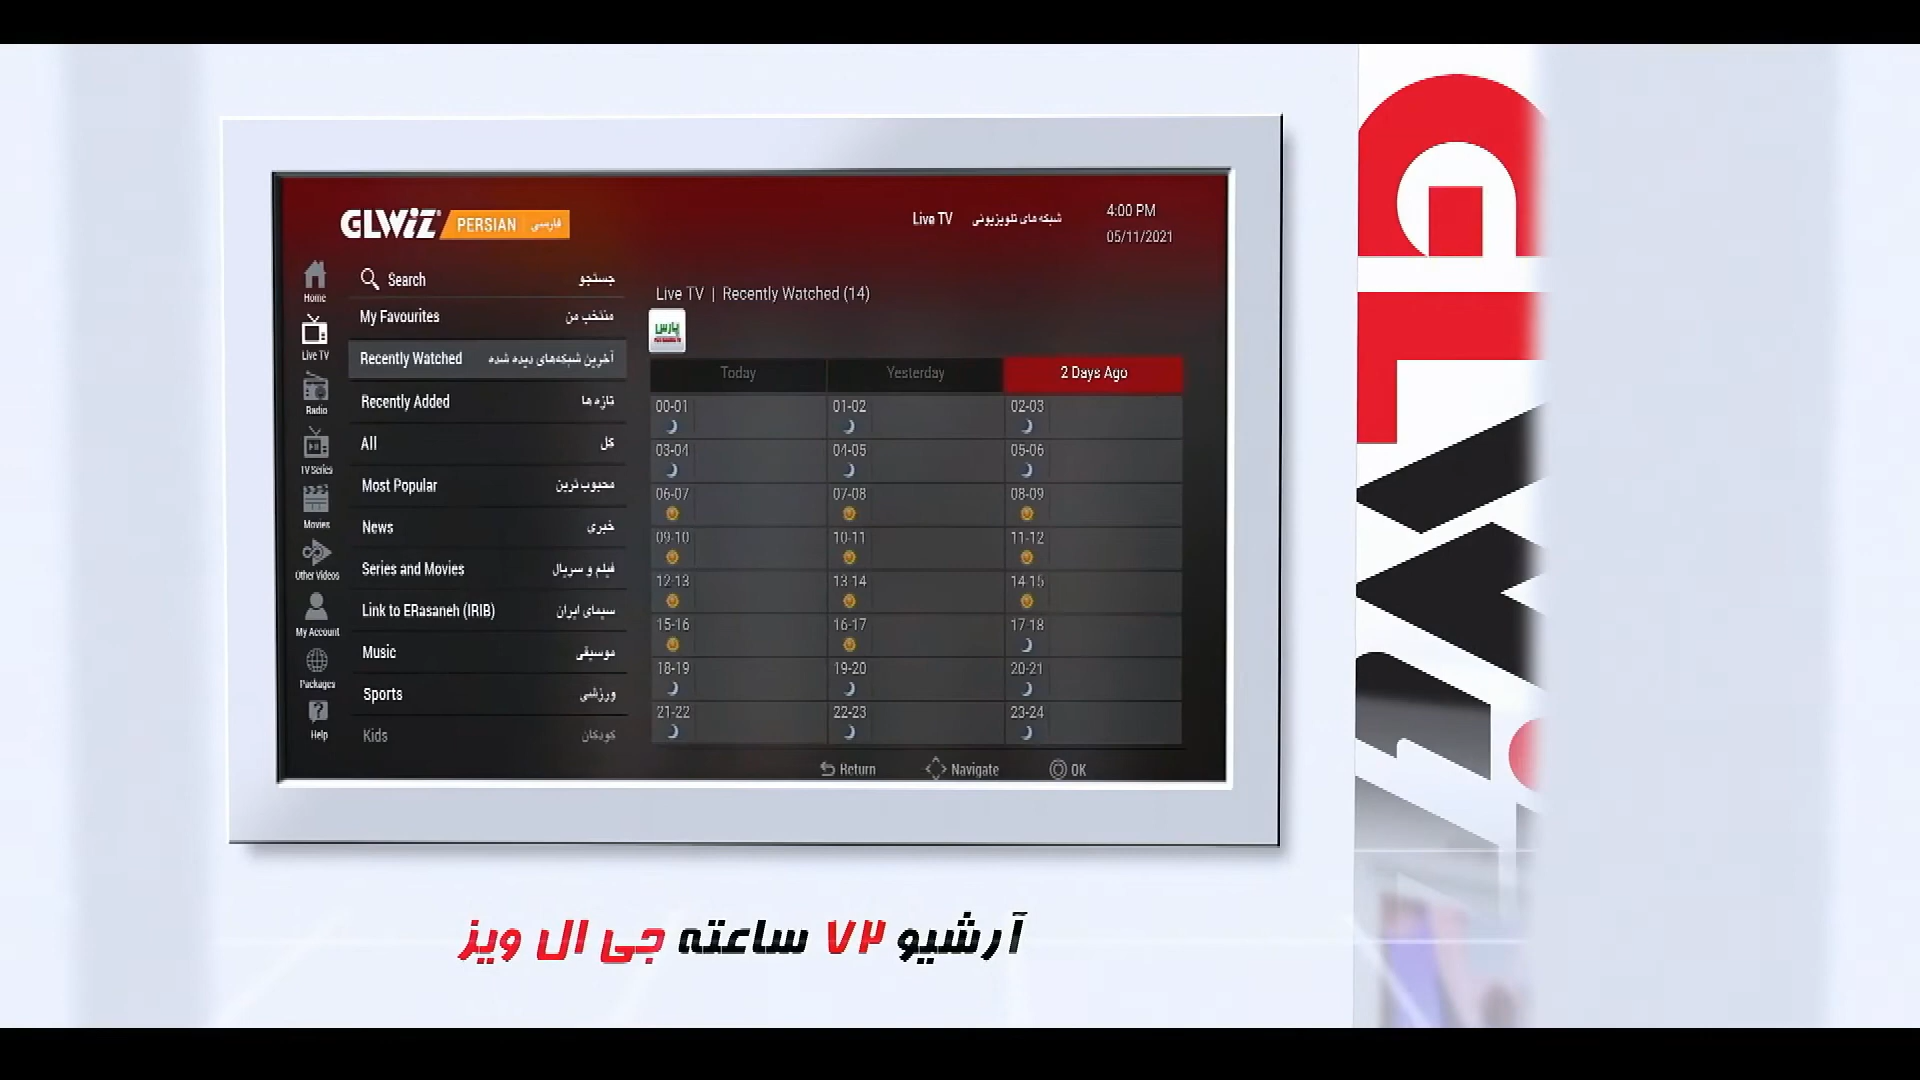 GLWiZ PERSIAN فارسی
Live TV شبکه های تلویزیونی
4:00 PM
05/11/2021
Home
Live TV
Radio
TV Series
Movies
Other Videos
My Account
Packages
Help
Search جستجو
My Favourites منتخب من
Recently Watched آخرین شبکه‌های دیده شده
Recently Added تازه ها
All کل
Most Popular محبوب ترین
News خبری
Series and Movies فیلم و سریال
Link to ERasaneh (IRIB) سیمای ایران
Music موسیقی
Sports ورزشی
Kids کودکان
Live TV | Recently Watched (14)
پارس
Today Yesterday 2 Days Ago
00-01 01-02 02-03
03-04 04-05 05-06
06-07 07-08 08-09
09-10 10-11 11-12
12-13 13-14 14-15
15-16 16-17 17-18
18-19 19-20 20-21
21-22 22-23 23-24
Return Navigate OK
آرشیو ۷۲ ساعته جی ال ویز
GLWi